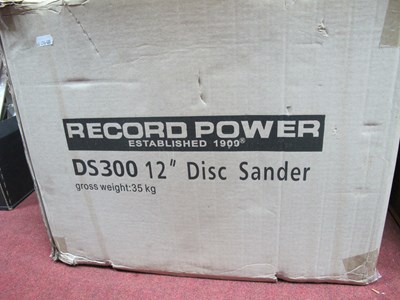 RECORD POWER
ESTABLISHED 1909®
DS300 12" Disc Sander
gross weight:35 kg